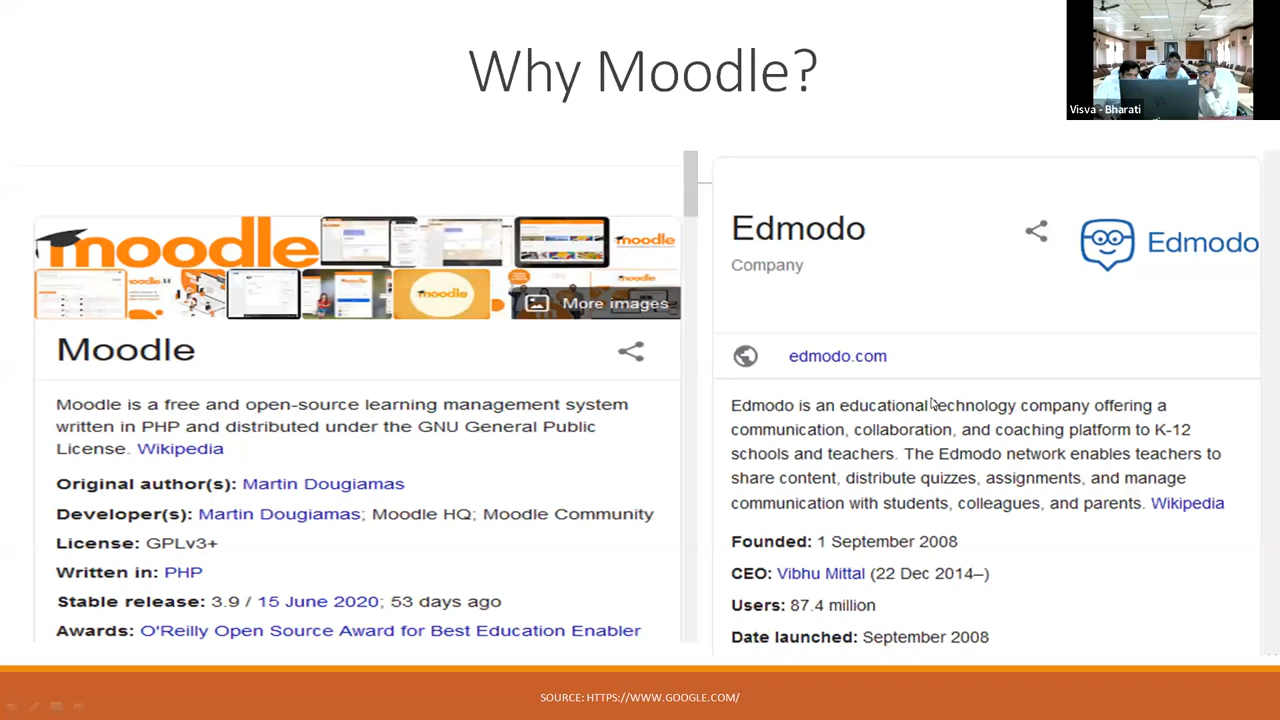 Why Moodle?
Visva - Bharati
moodle
moodle
moodle
moodle
More images
Moodle
Moodle is a free and open-source learning management system
written in PHP and distributed under the GNU General Public
License. Wikipedia
Original author(s): Martin Dougiamas
Developer(s): Martin Dougiamas; Moodle HQ; Moodle Community
License: GPLv3+
Written in: PHP
Stable release: 3.9 / 15 June 2020; 53 days ago
Awards: O'Reilly Open Source Award for Best Education Enabler
Edmodo
Company
Edmodo
edmodo.com
Edmodo is an educational technology company offering a
communication, collaboration, and coaching platform to K-12
schools and teachers. The Edmodo network enables teachers to
share content, distribute quizzes, assignments, and manage
communication with students, colleagues, and parents. Wikipedia
Founded: 1 September 2008
CEO: Vibhu Mittal (22 Dec 2014–)
Users: 87.4 million
Date launched: September 2008
SOURCE: HTTPS://WWW.GOOGLE.COM/